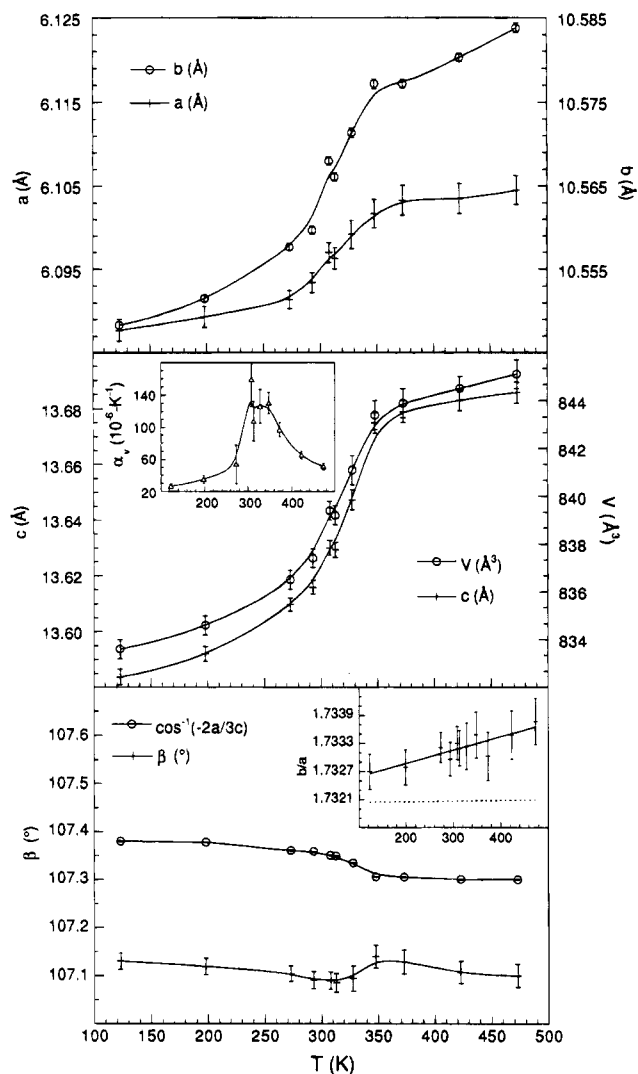 6.125
6.115
6.105
6.095
a (Å)
b (Å)
a (Å)
10.585
10.575
10.565
10.555
b (Å)
13.68
13.66
13.64
13.62
13.60
c (Å)
α_v (10⁻⁶-K⁻¹)
140
100
60
20
200 300 400
V (Å³)
c (Å)
844
842
840
838
836
834
V (Å³)
107.6
107.5
107.4
107.3
107.2
107.1
β (°)
cos⁻¹(-2a/3c)
β (°)
b/a
1.7339
1.7333
1.7327
1.7321
200 300 400
100 150 200 250 300 350 400 450 500
T (K)